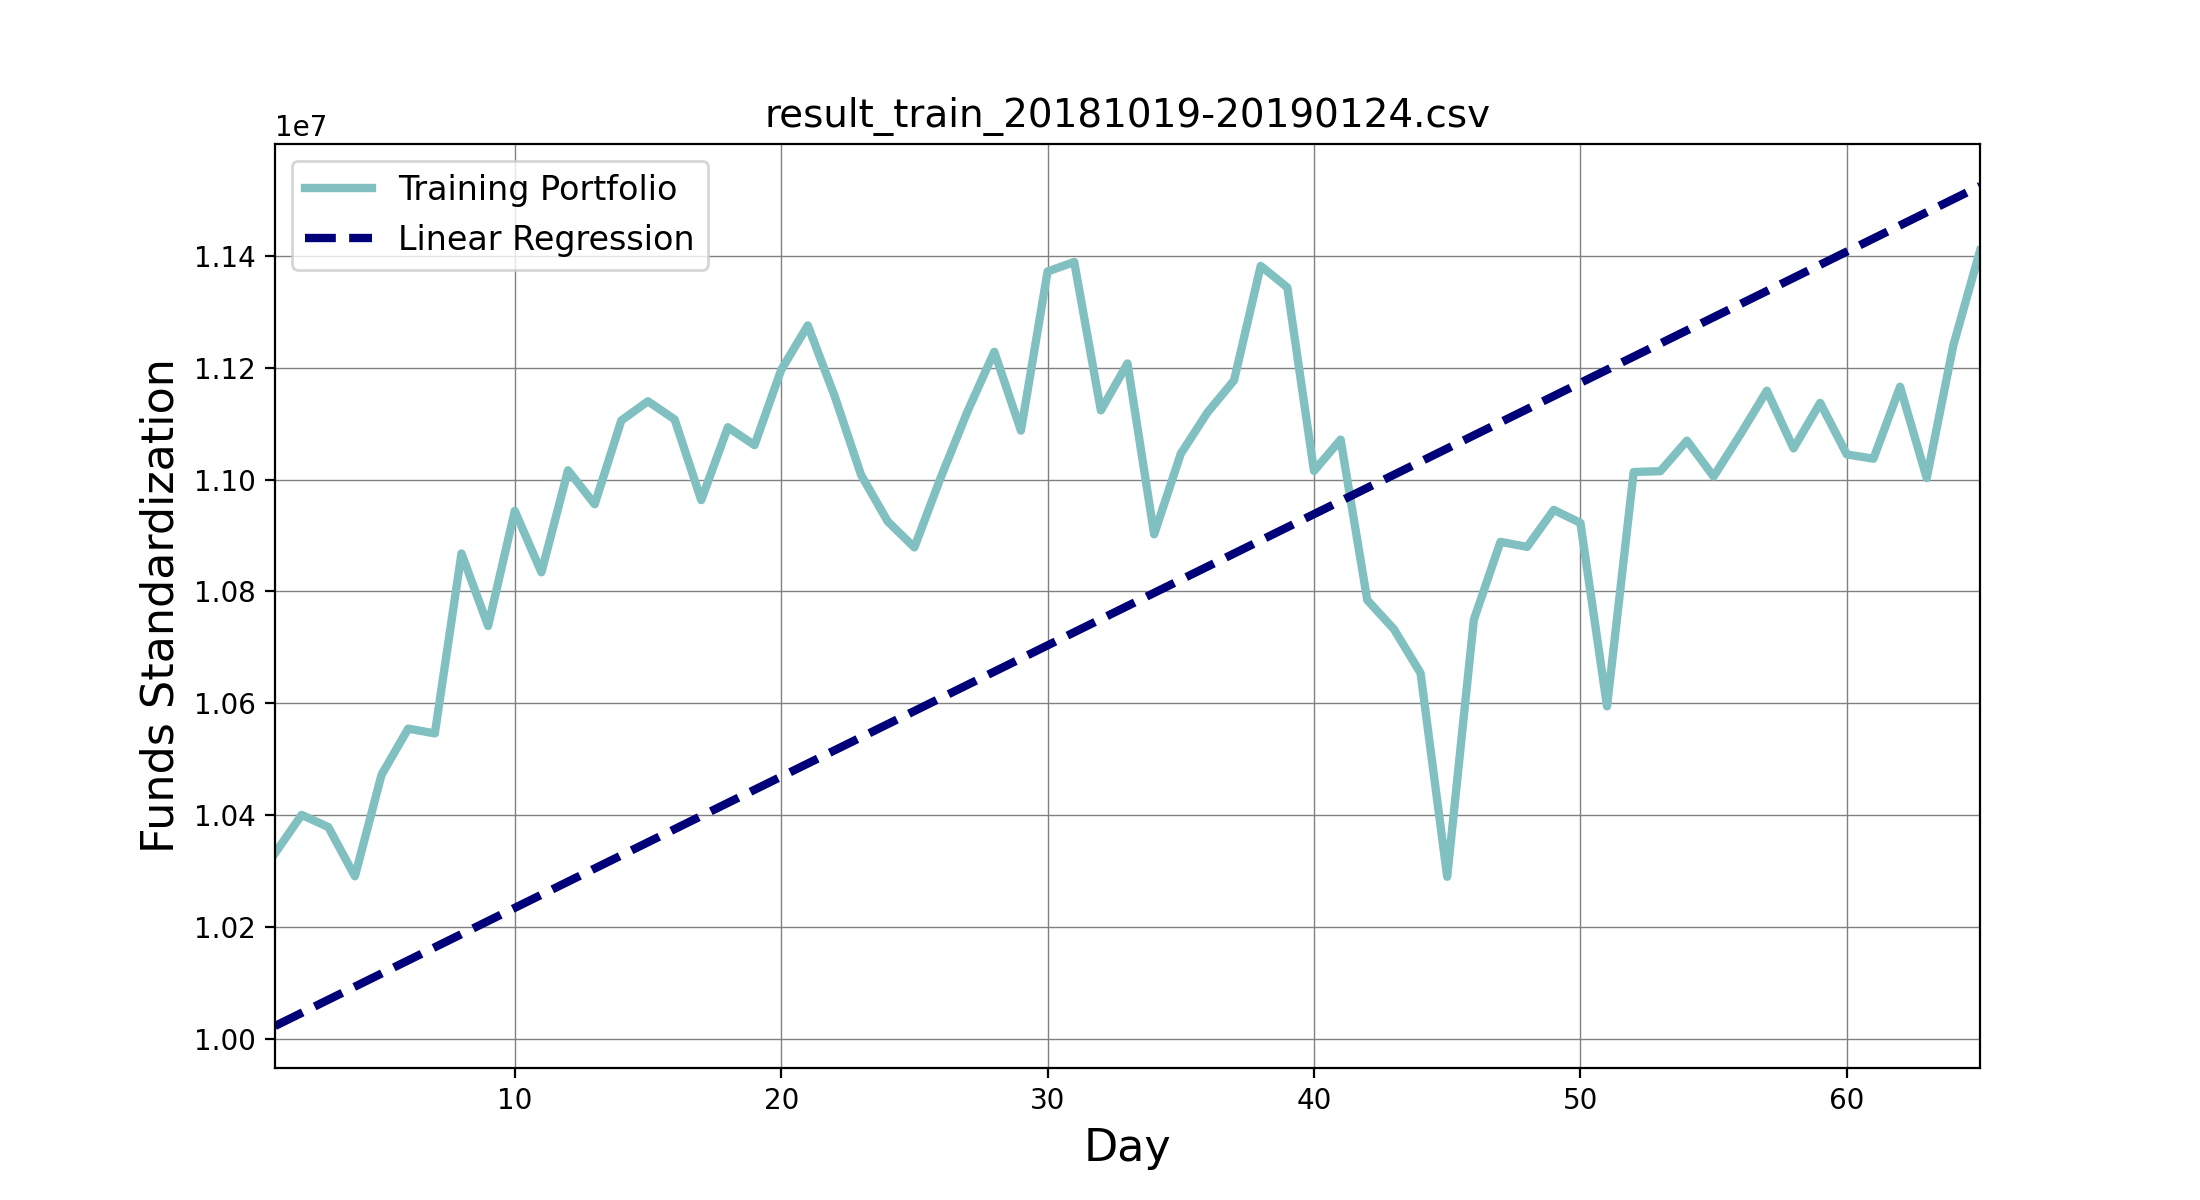 result_train_20181019-20190124.csv
1e7
Training Portfolio
Linear Regression
1.14
1.12
1.10
1.08
1.06
1.04
1.02
1.00
Funds Standardization
10 20 30 40 50 60
Day